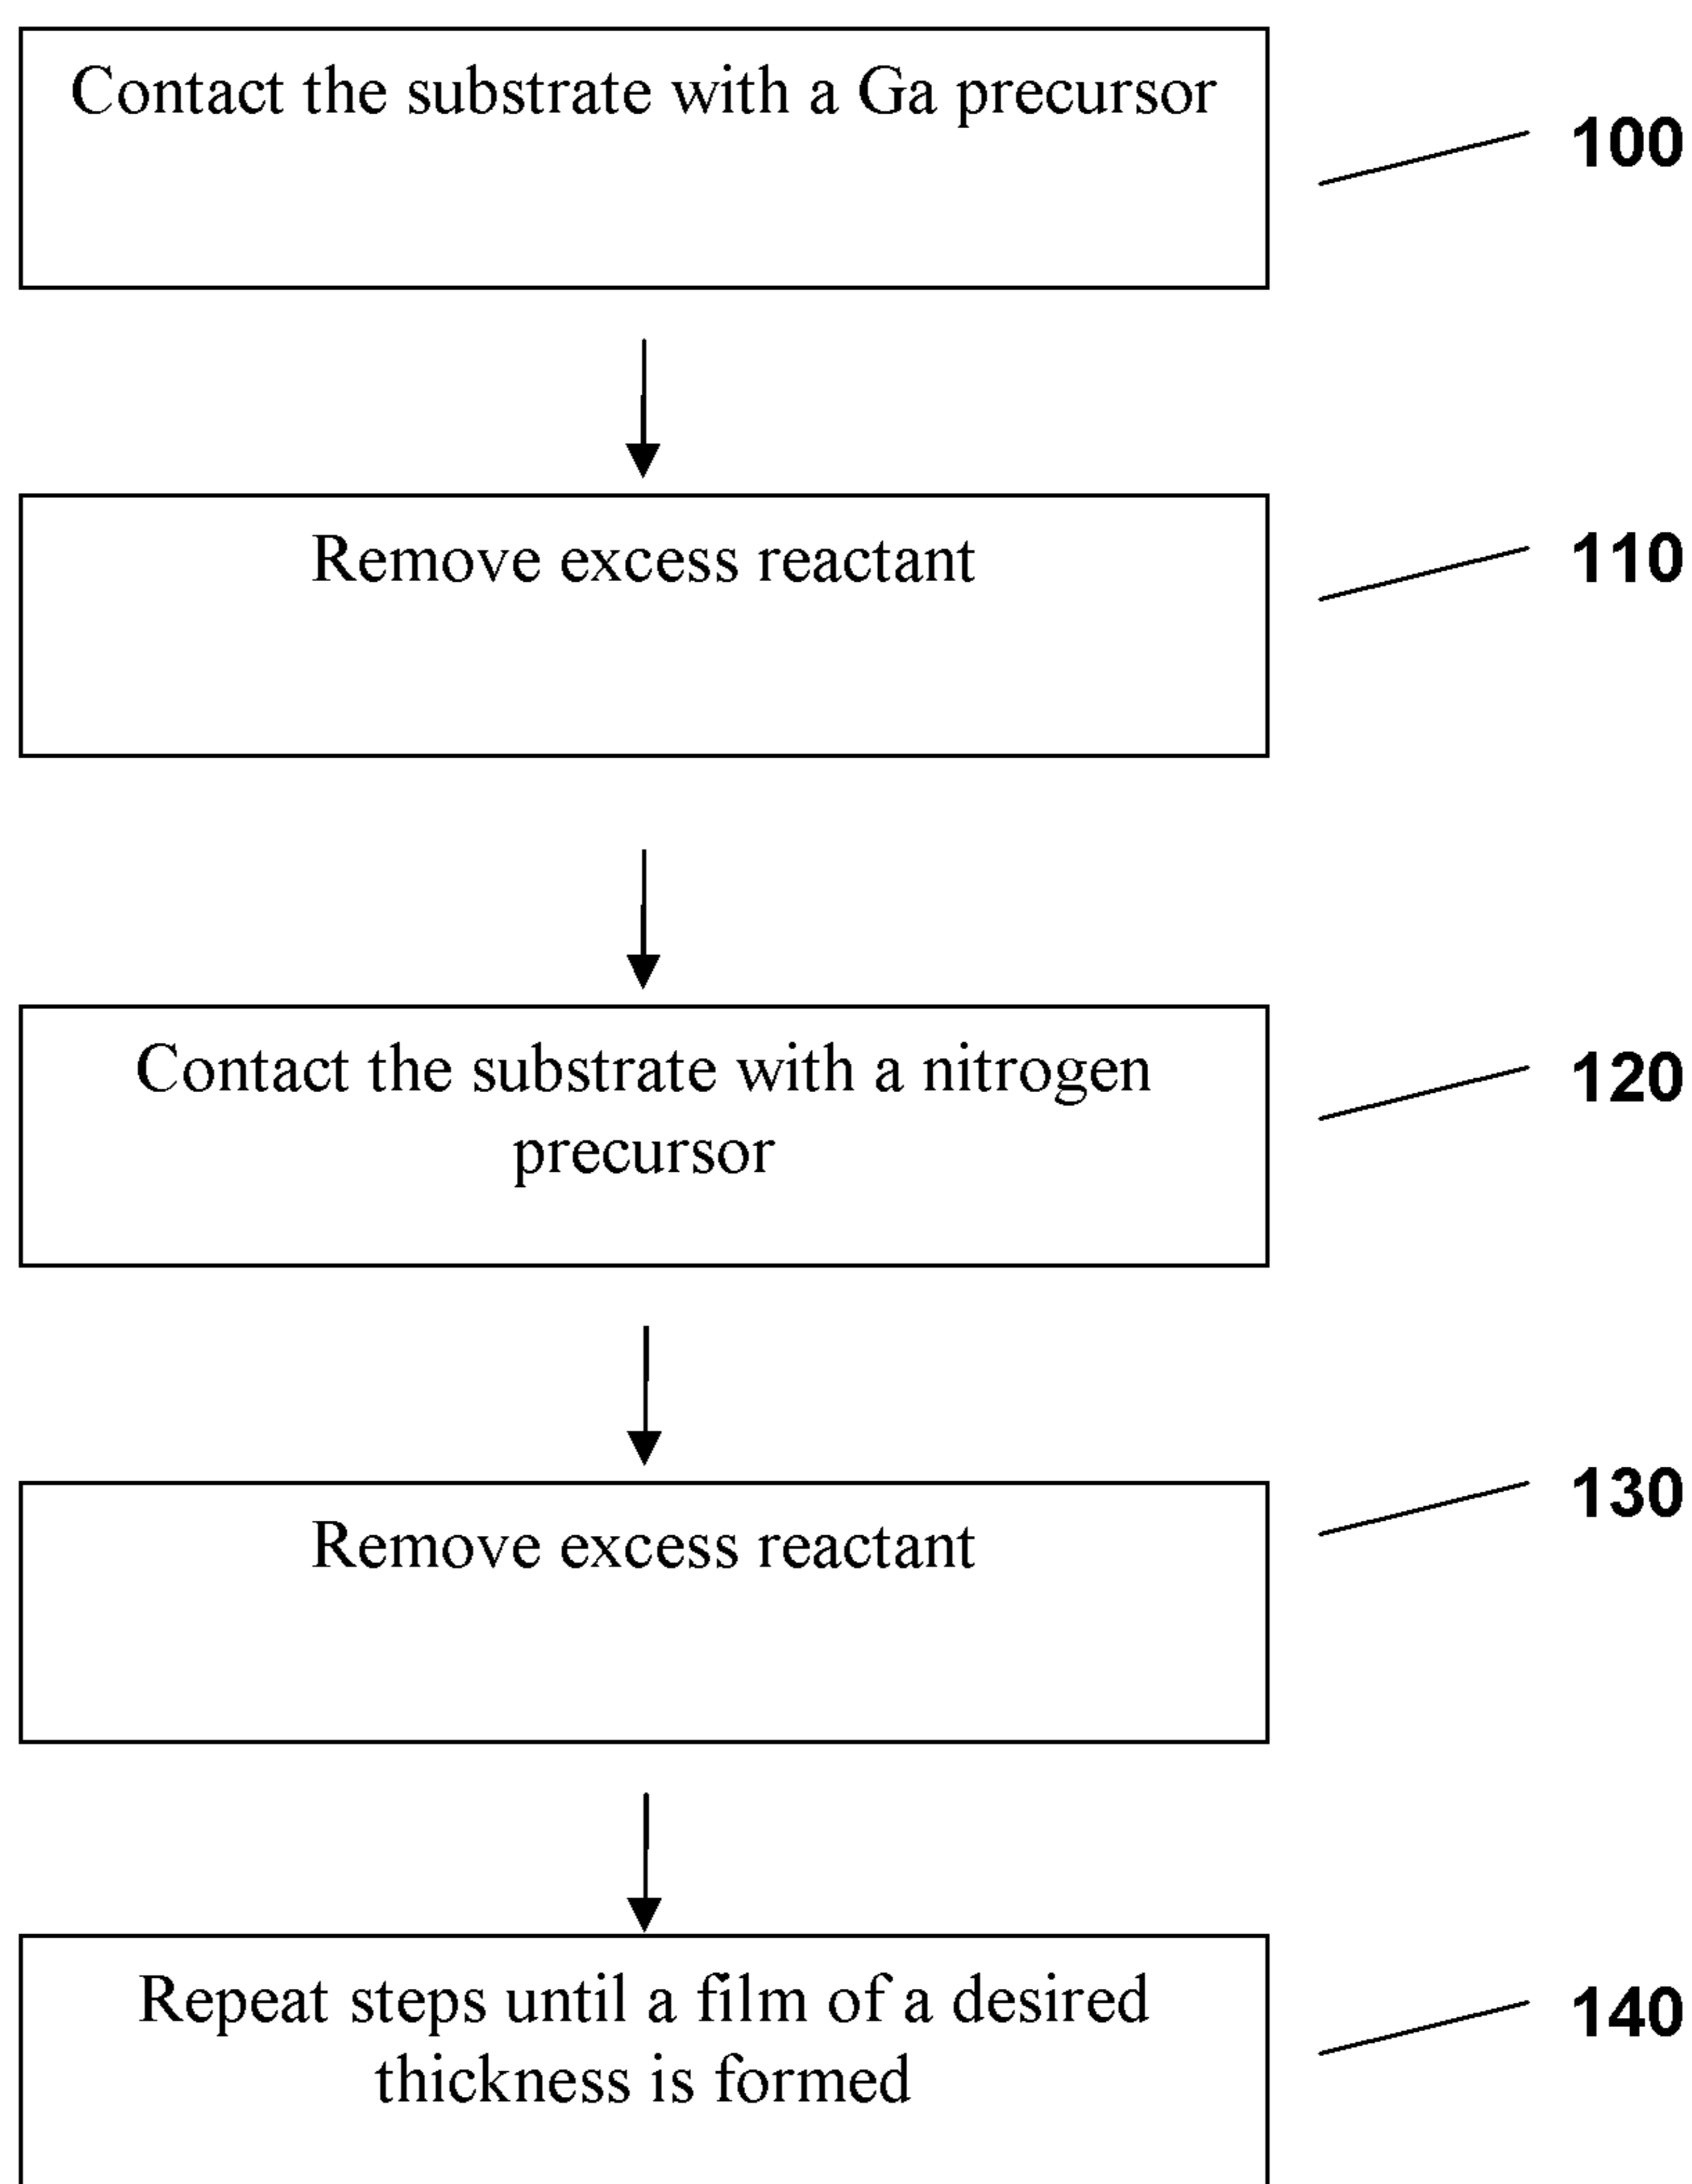 Contact the substrate with a Ga precursor
100
Remove excess reactant
110
Contact the substrate with a nitrogen
precursor
120
Remove excess reactant
130
Repeat steps until a film of a desired
thickness is formed
140